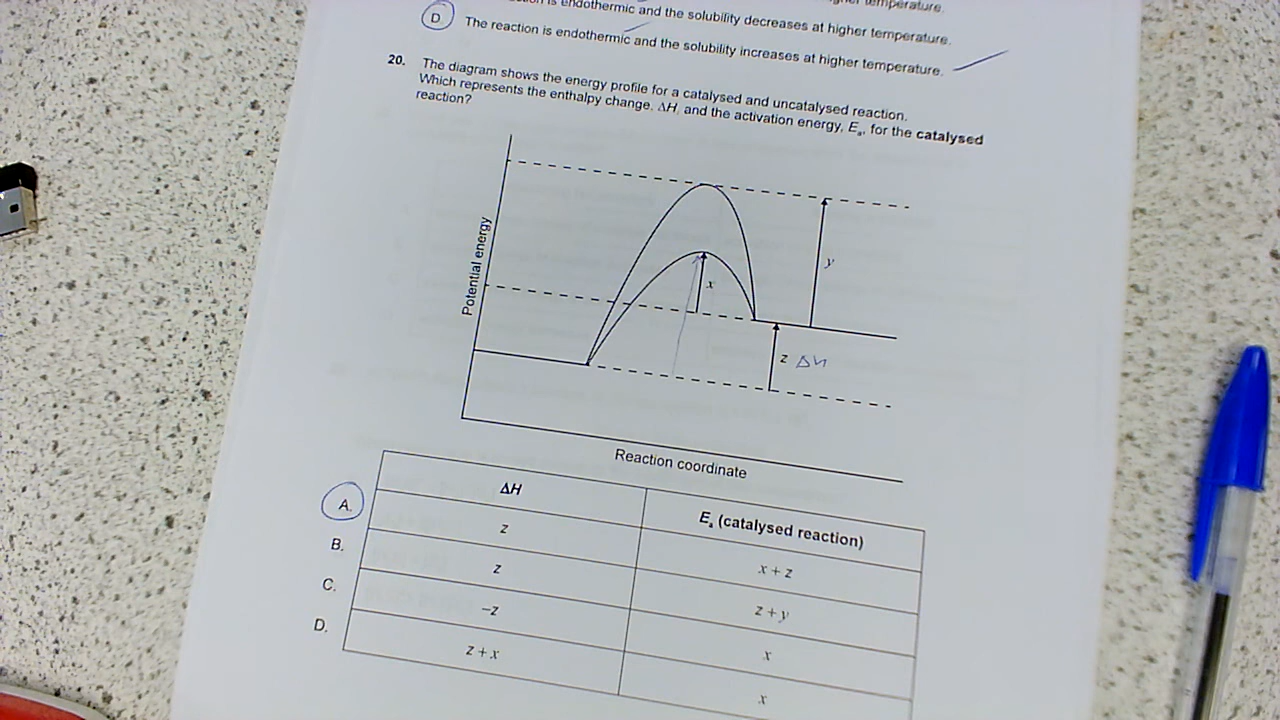 is endothermic and the solubility decreases at higher temperature.
D. The reaction is endothermic and the solubility increases at higher temperature.
20. The diagram shows the energy profile for a catalysed and uncatalysed reaction.
Which represents the enthalpy change, ΔH, and the activation energy, Eₐ, for the catalysed
reaction?
Potential energy
y
x
z ΔH
Reaction coordinate
ΔH Eₐ (catalysed reaction)
A. z x + z
B. z z + y
C. −z x
D. z + x x